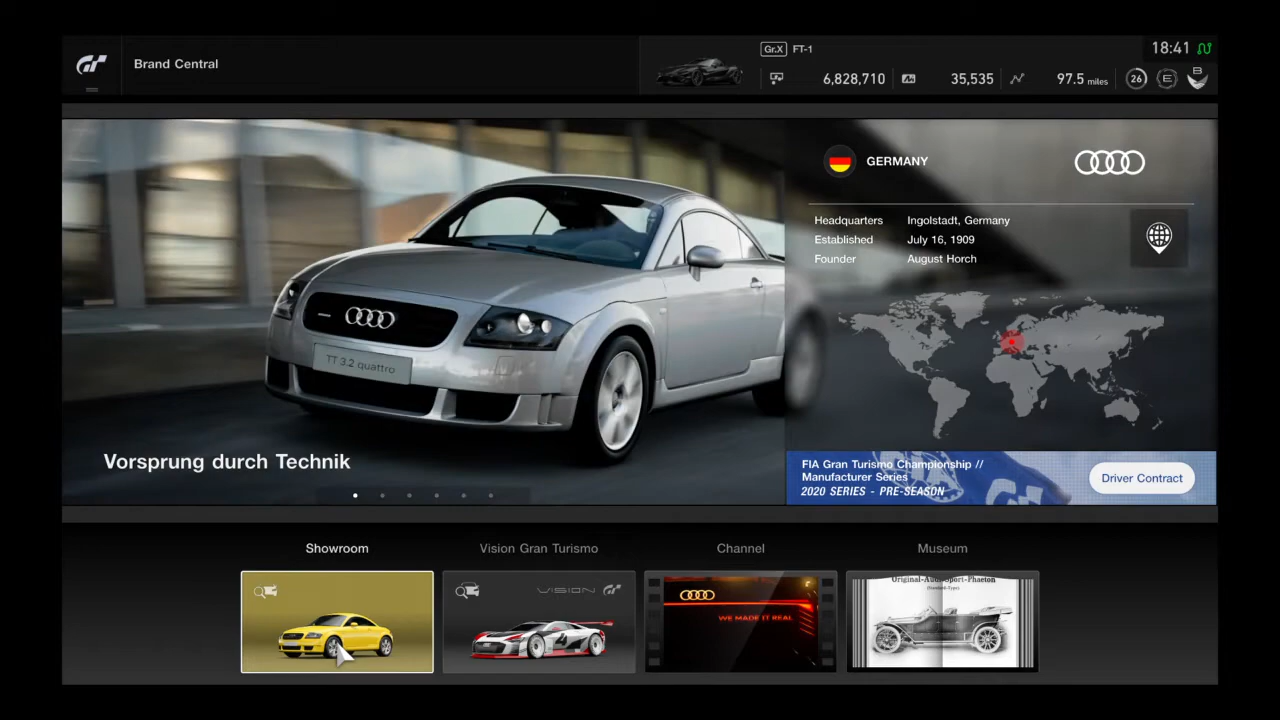 Brand Central
Gr.X FT-1
18:41
6,828,710
35,535
97.5 miles
26
E
B
GERMANY
Headquarters Ingolstadt, Germany
Established July 16, 1909
Founder August Horch
TT 3.2 quattro
Vorsprung durch Technik
FIA Gran Turismo Championship //
Manufacturer Series
2020 SERIES - PRE-SEASON
Driver Contract
Showroom
Vision Gran Turismo
Channel
Museum
VISION GT
4
WE MADE IT REAL
Original-Audi-Sport-Phaeton